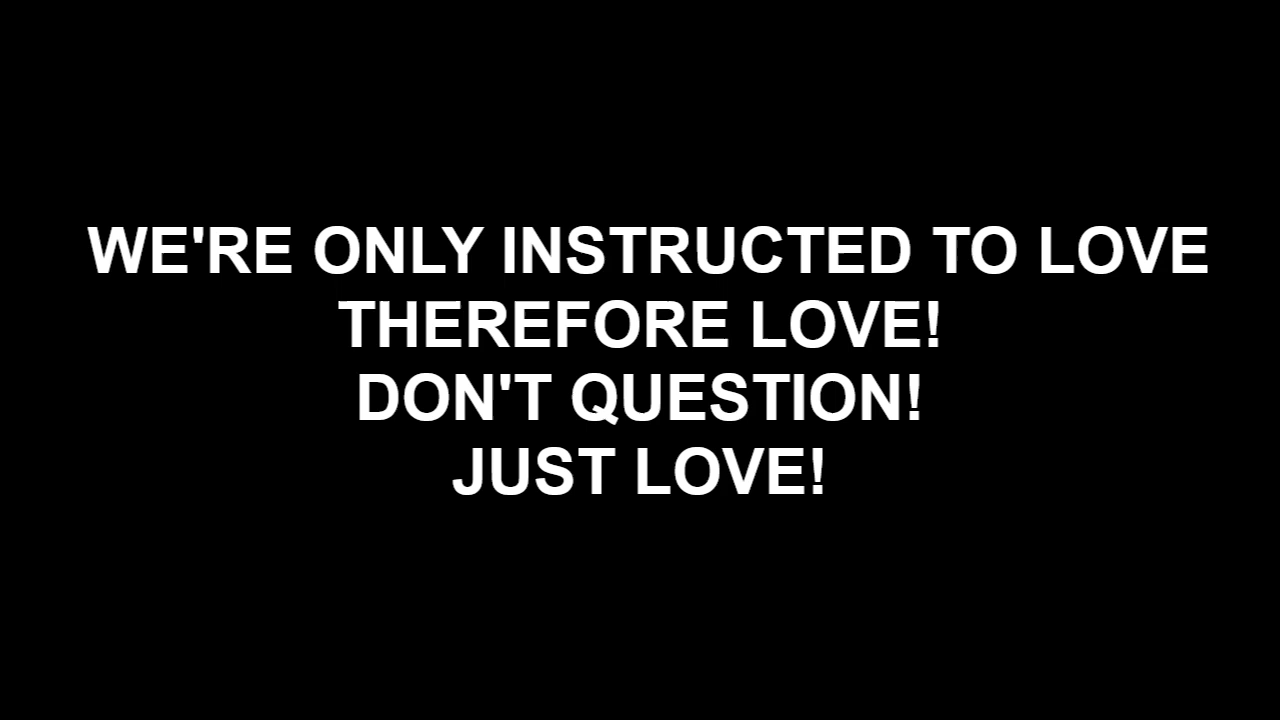 WE'RE ONLY INSTRUCTED TO LOVE
THEREFORE LOVE!
DON'T QUESTION!
JUST LOVE!